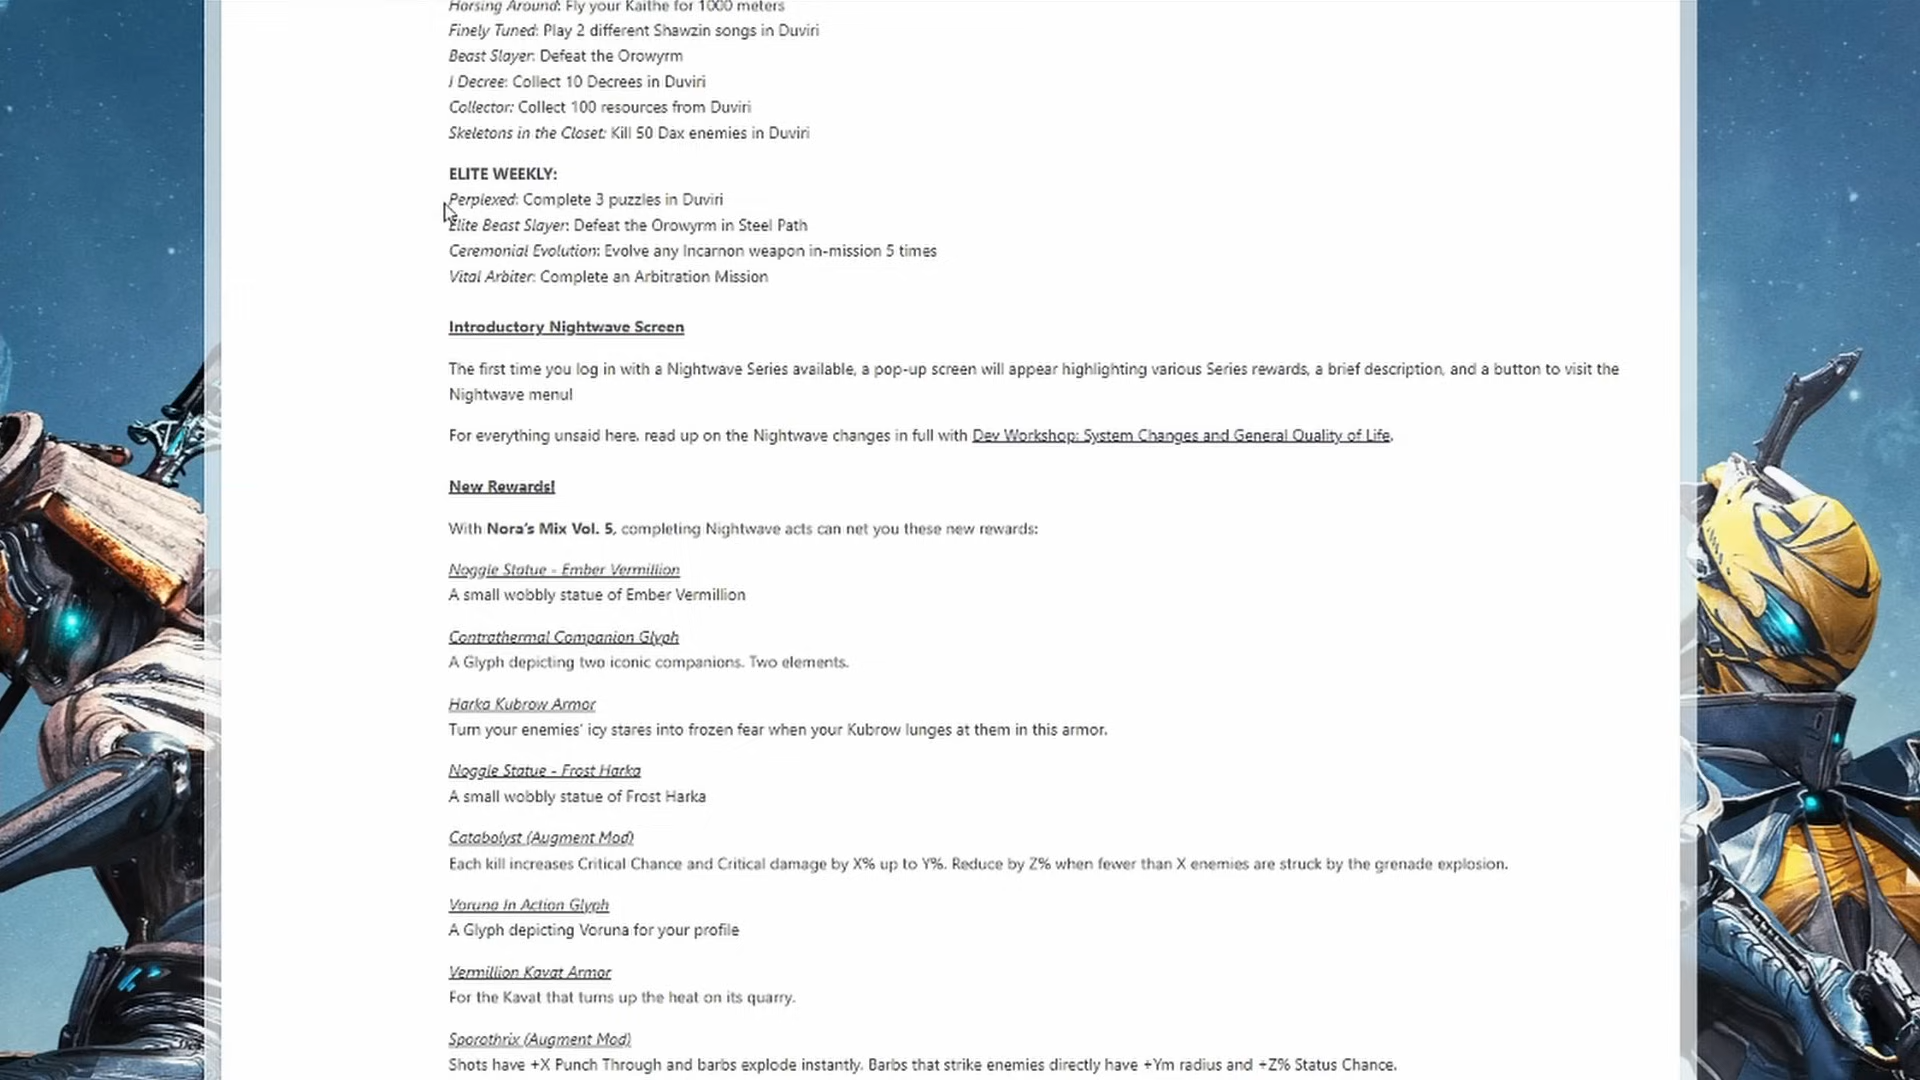 Horsing Around: Fly your Kaithe for 1000 meters
Finely Tuned: Play 2 different Shawzin songs in Duviri
Beast Slayer: Defeat the Orowyrm
I Decree: Collect 10 Decrees in Duviri
Collector: Collect 100 resources from Duviri
Skeletons in the Closet: Kill 50 Dax enemies in Duviri
ELITE WEEKLY:
Perplexed: Complete 3 puzzles in Duviri
Elite Beast Slayer: Defeat the Orowyrm in Steel Path
Ceremonial Evolution: Evolve any Incarnon weapon in-mission 5 times
Vital Arbiter: Complete an Arbitration Mission
Introductory Nightwave Screen
The first time you log in with a Nightwave Series available, a pop-up screen will appear highlighting various Series rewards, a brief description, and a button to visit the
Nightwave menu!
For everything unsaid here, read up on the Nightwave changes in full with Dev Workshop: System Changes and General Quality of Life.
New Rewards!
With Nora's Mix Vol. 5, completing Nightwave acts can net you these new rewards:
Noggle Statue - Ember Vermillion
A small wobbly statue of Ember Vermillion
Contrathermal Companion Glyph
A Glyph depicting two iconic companions. Two elements.
Harka Kubrow Armor
Turn your enemies' icy stares into frozen fear when your Kubrow lunges at them in this armor.
Noggle Statue - Frost Harka
A small wobbly statue of Frost Harka
Catabolyst (Augment Mod)
Each kill increases Critical Chance and Critical damage by X% up to Y%. Reduce by Z% when fewer than X enemies are struck by the grenade explosion.
Voruna In Action Glyph
A Glyph depicting Voruna for your profile
Vermillion Kavat Armor
For the Kavat that turns up the heat on its quarry.
Sporothrix (Augment Mod)
Shots have +X Punch Through and barbs explode instantly. Barbs that strike enemies directly have +Ym radius and +Z% Status Chance.